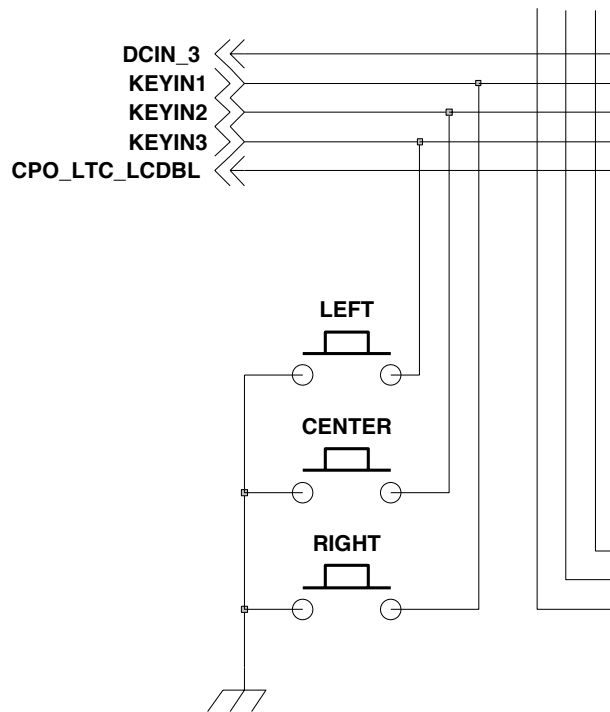 DCIN_3
KEYIN1
KEYIN2
KEYIN3
CPO_LTC_LCDBL
LEFT
CENTER
RIGHT